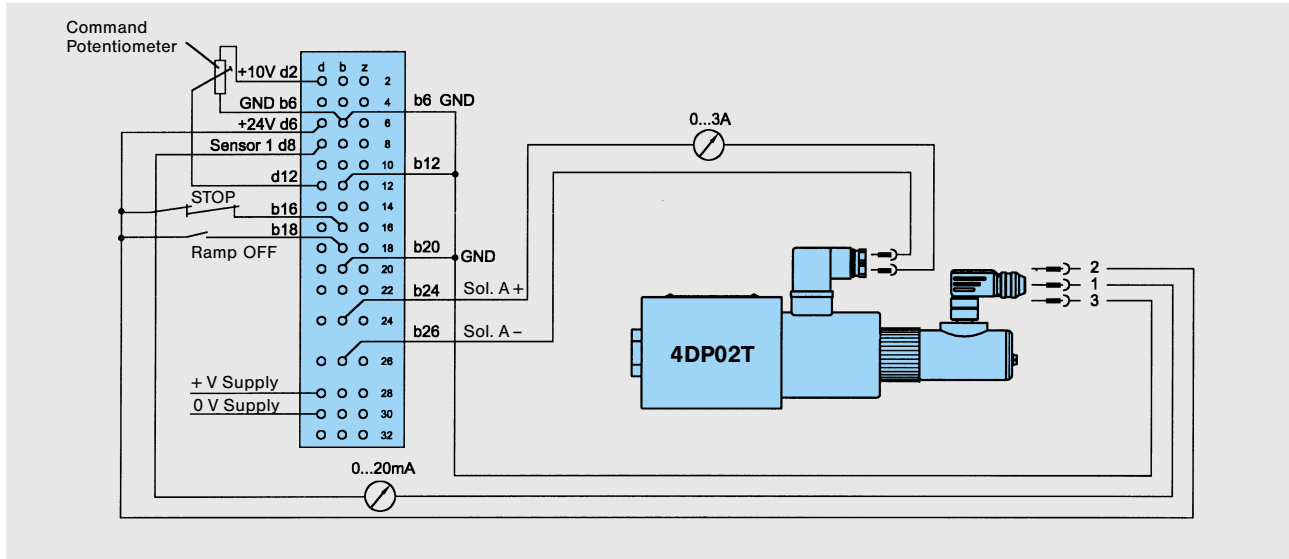 Command
Potentiometer
+10V d2
GND b6
+24V d6
Sensor 1 d8
d12
STOP
b16
b18
Ramp OFF
+ V Supply
0 V Supply
d b z
2
4
6
8
10
12
14
16
18
20
22
24
26
28
30
32
b6 GND
b12
b20
GND
b24 Sol. A +
b26 Sol. A –
0...3A
4DP02T
2
1
3
0...20mA